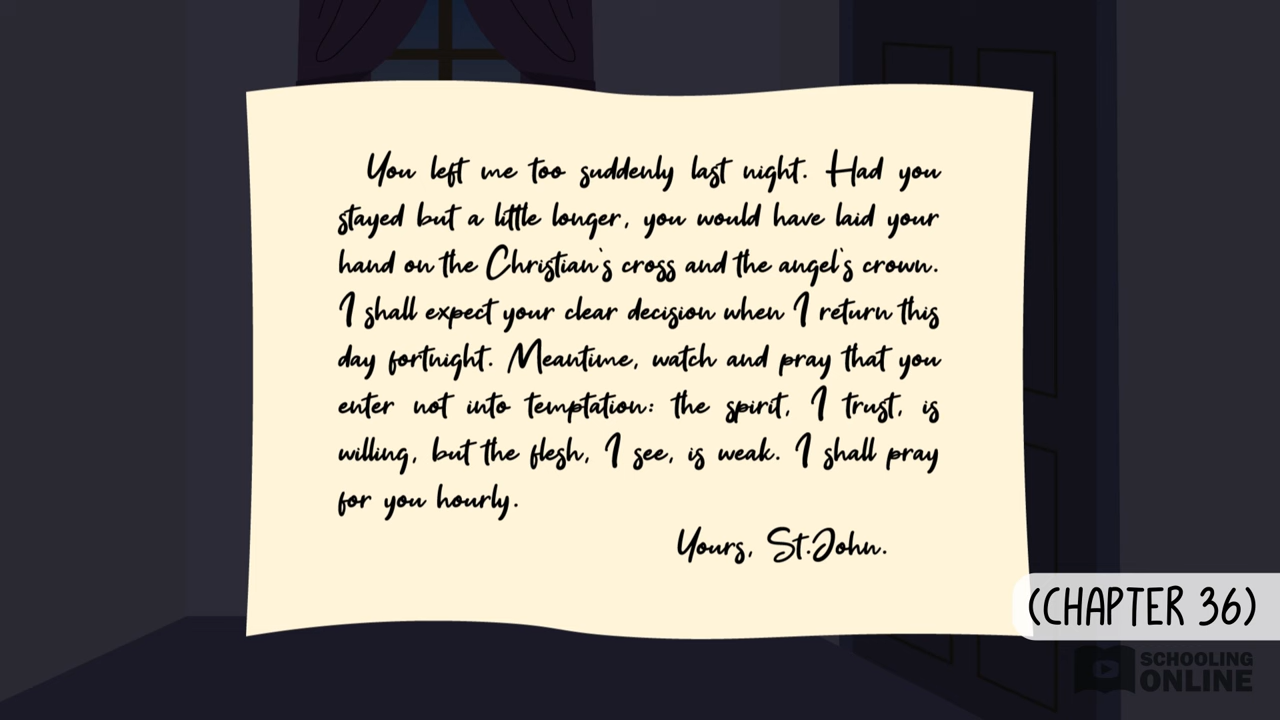 You left me too suddenly last night. Had you
stayed but a little longer, you would have laid your
hand on the Christian's cross and the angel's crown.
I shall expect your clear decision when I return this
day fortnight. Meantime, watch and pray that you
enter not into temptation: the spirit, I trust, is
willing, but the flesh, I see, is weak. I shall pray
for you hourly.
Yours, St.John.
(CHAPTER 36)
SCHOOLING
ONLINE